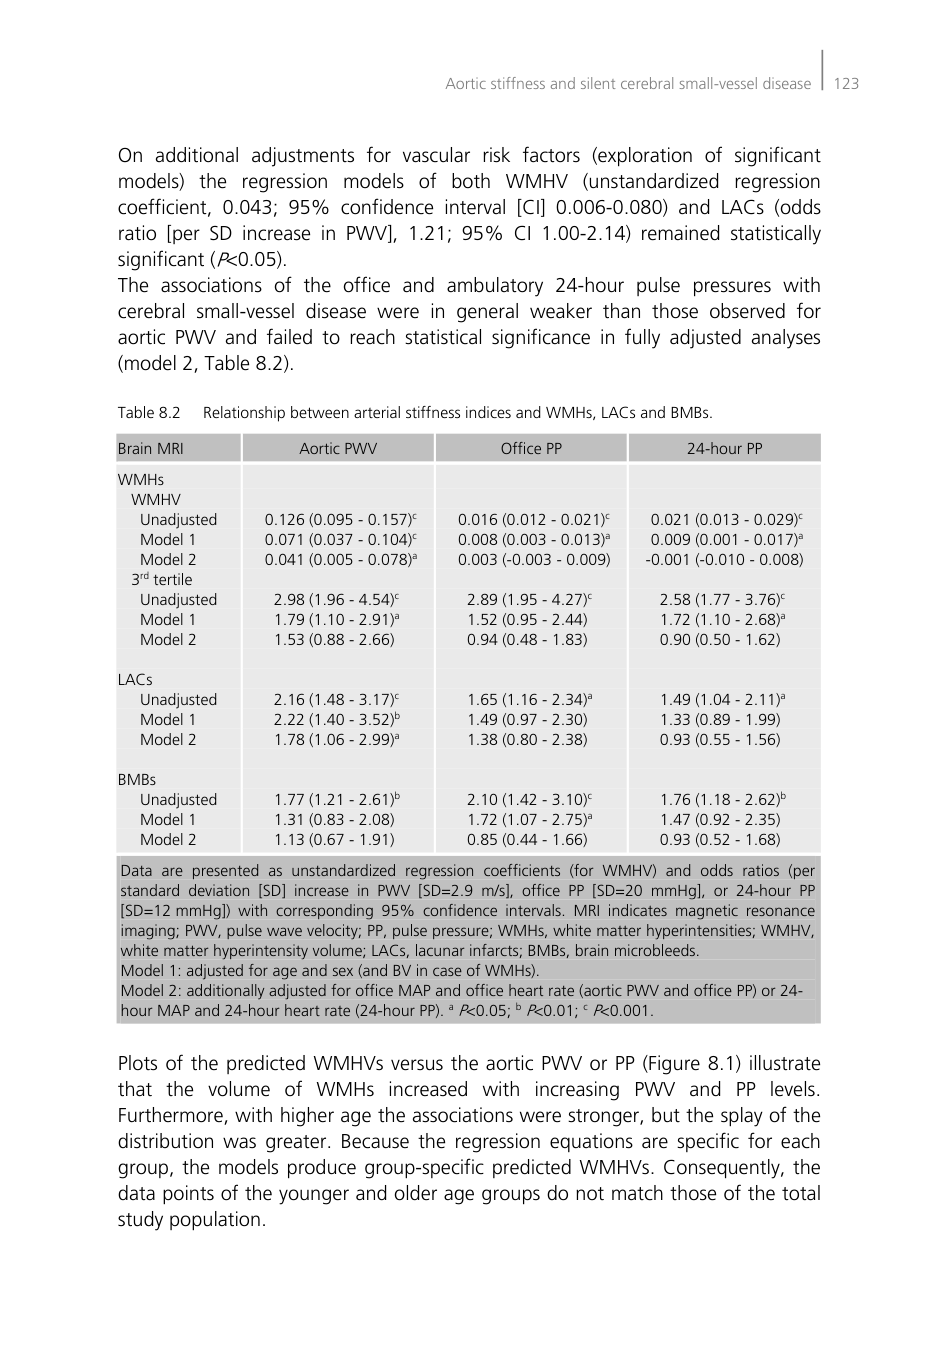 Aortic stiffness and silent cerebral small-vessel disease 123
On additional adjustments for vascular risk factors (exploration of significant
models) the regression models of both WMHV (unstandardized regression
coefficient, 0.043; 95% confidence interval [CI] 0.006-0.080) and LACs (odds
ratio [per SD increase in PWV], 1.21; 95% CI 1.00-2.14) remained statistically
significant (P<0.05).
The associations of the office and ambulatory 24-hour pulse pressures with
cerebral small-vessel disease were in general weaker than those observed for
aortic PWV and failed to reach statistical significance in fully adjusted analyses
(model 2, Table 8.2).
Table 8.2 Relationship between arterial stiffness indices and WMHs, LACs and BMBs.
Brain MRI Aortic PWV Office PP 24-hour PP
WMHs
WMHV
Unadjusted 0.126 (0.095 - 0.157)ᶜ 0.016 (0.012 - 0.021)ᶜ 0.021 (0.013 - 0.029)ᶜ
Model 1 0.071 (0.037 - 0.104)ᶜ 0.008 (0.003 - 0.013)ᵃ 0.009 (0.001 - 0.017)ᵃ
Model 2 0.041 (0.005 - 0.078)ᵃ 0.003 (-0.003 - 0.009) -0.001 (-0.010 - 0.008)
3ʳᵈ tertile
Unadjusted 2.98 (1.96 - 4.54)ᶜ 2.89 (1.95 - 4.27)ᶜ 2.58 (1.77 - 3.76)ᶜ
Model 1 1.79 (1.10 - 2.91)ᵃ 1.52 (0.95 - 2.44) 1.72 (1.10 - 2.68)ᵃ
Model 2 1.53 (0.88 - 2.66) 0.94 (0.48 - 1.83) 0.90 (0.50 - 1.62)
LACs
Unadjusted 2.16 (1.48 - 3.17)ᶜ 1.65 (1.16 - 2.34)ᵃ 1.49 (1.04 - 2.11)ᵃ
Model 1 2.22 (1.40 - 3.52)ᵇ 1.49 (0.97 - 2.30) 1.33 (0.89 - 1.99)
Model 2 1.78 (1.06 - 2.99)ᵃ 1.38 (0.80 - 2.38) 0.93 (0.55 - 1.56)
BMBs
Unadjusted 1.77 (1.21 - 2.61)ᵇ 2.10 (1.42 - 3.10)ᶜ 1.76 (1.18 - 2.62)ᵇ
Model 1 1.31 (0.83 - 2.08) 1.72 (1.07 - 2.75)ᵃ 1.47 (0.92 - 2.35)
Model 2 1.13 (0.67 - 1.91) 0.85 (0.44 - 1.66) 0.93 (0.52 - 1.68)
Data are presented as unstandardized regression coefficients (for WMHV) and odds ratios (per
standard deviation [SD] increase in PWV [SD=2.9 m/s], office PP [SD=20 mmHg], or 24-hour PP
[SD=12 mmHg]) with corresponding 95% confidence intervals. MRI indicates magnetic resonance
imaging; PWV, pulse wave velocity; PP, pulse pressure; WMHs, white matter hyperintensities; WMHV,
white matter hyperintensity volume; LACs, lacunar infarcts; BMBs, brain microbleeds.
Model 1: adjusted for age and sex (and BV in case of WMHs).
Model 2: additionally adjusted for office MAP and office heart rate (aortic PWV and office PP) or 24-
hour MAP and 24-hour heart rate (24-hour PP). ᵃ P<0.05; ᵇ P<0.01; ᶜ P<0.001.
Plots of the predicted WMHVs versus the aortic PWV or PP (Figure 8.1) illustrate
that the volume of WMHs increased with increasing PWV and PP levels.
Furthermore, with higher age the associations were stronger, but the splay of the
distribution was greater. Because the regression equations are specific for each
group, the models produce group-specific predicted WMHVs. Consequently, the
data points of the younger and older age groups do not match those of the total
study population.